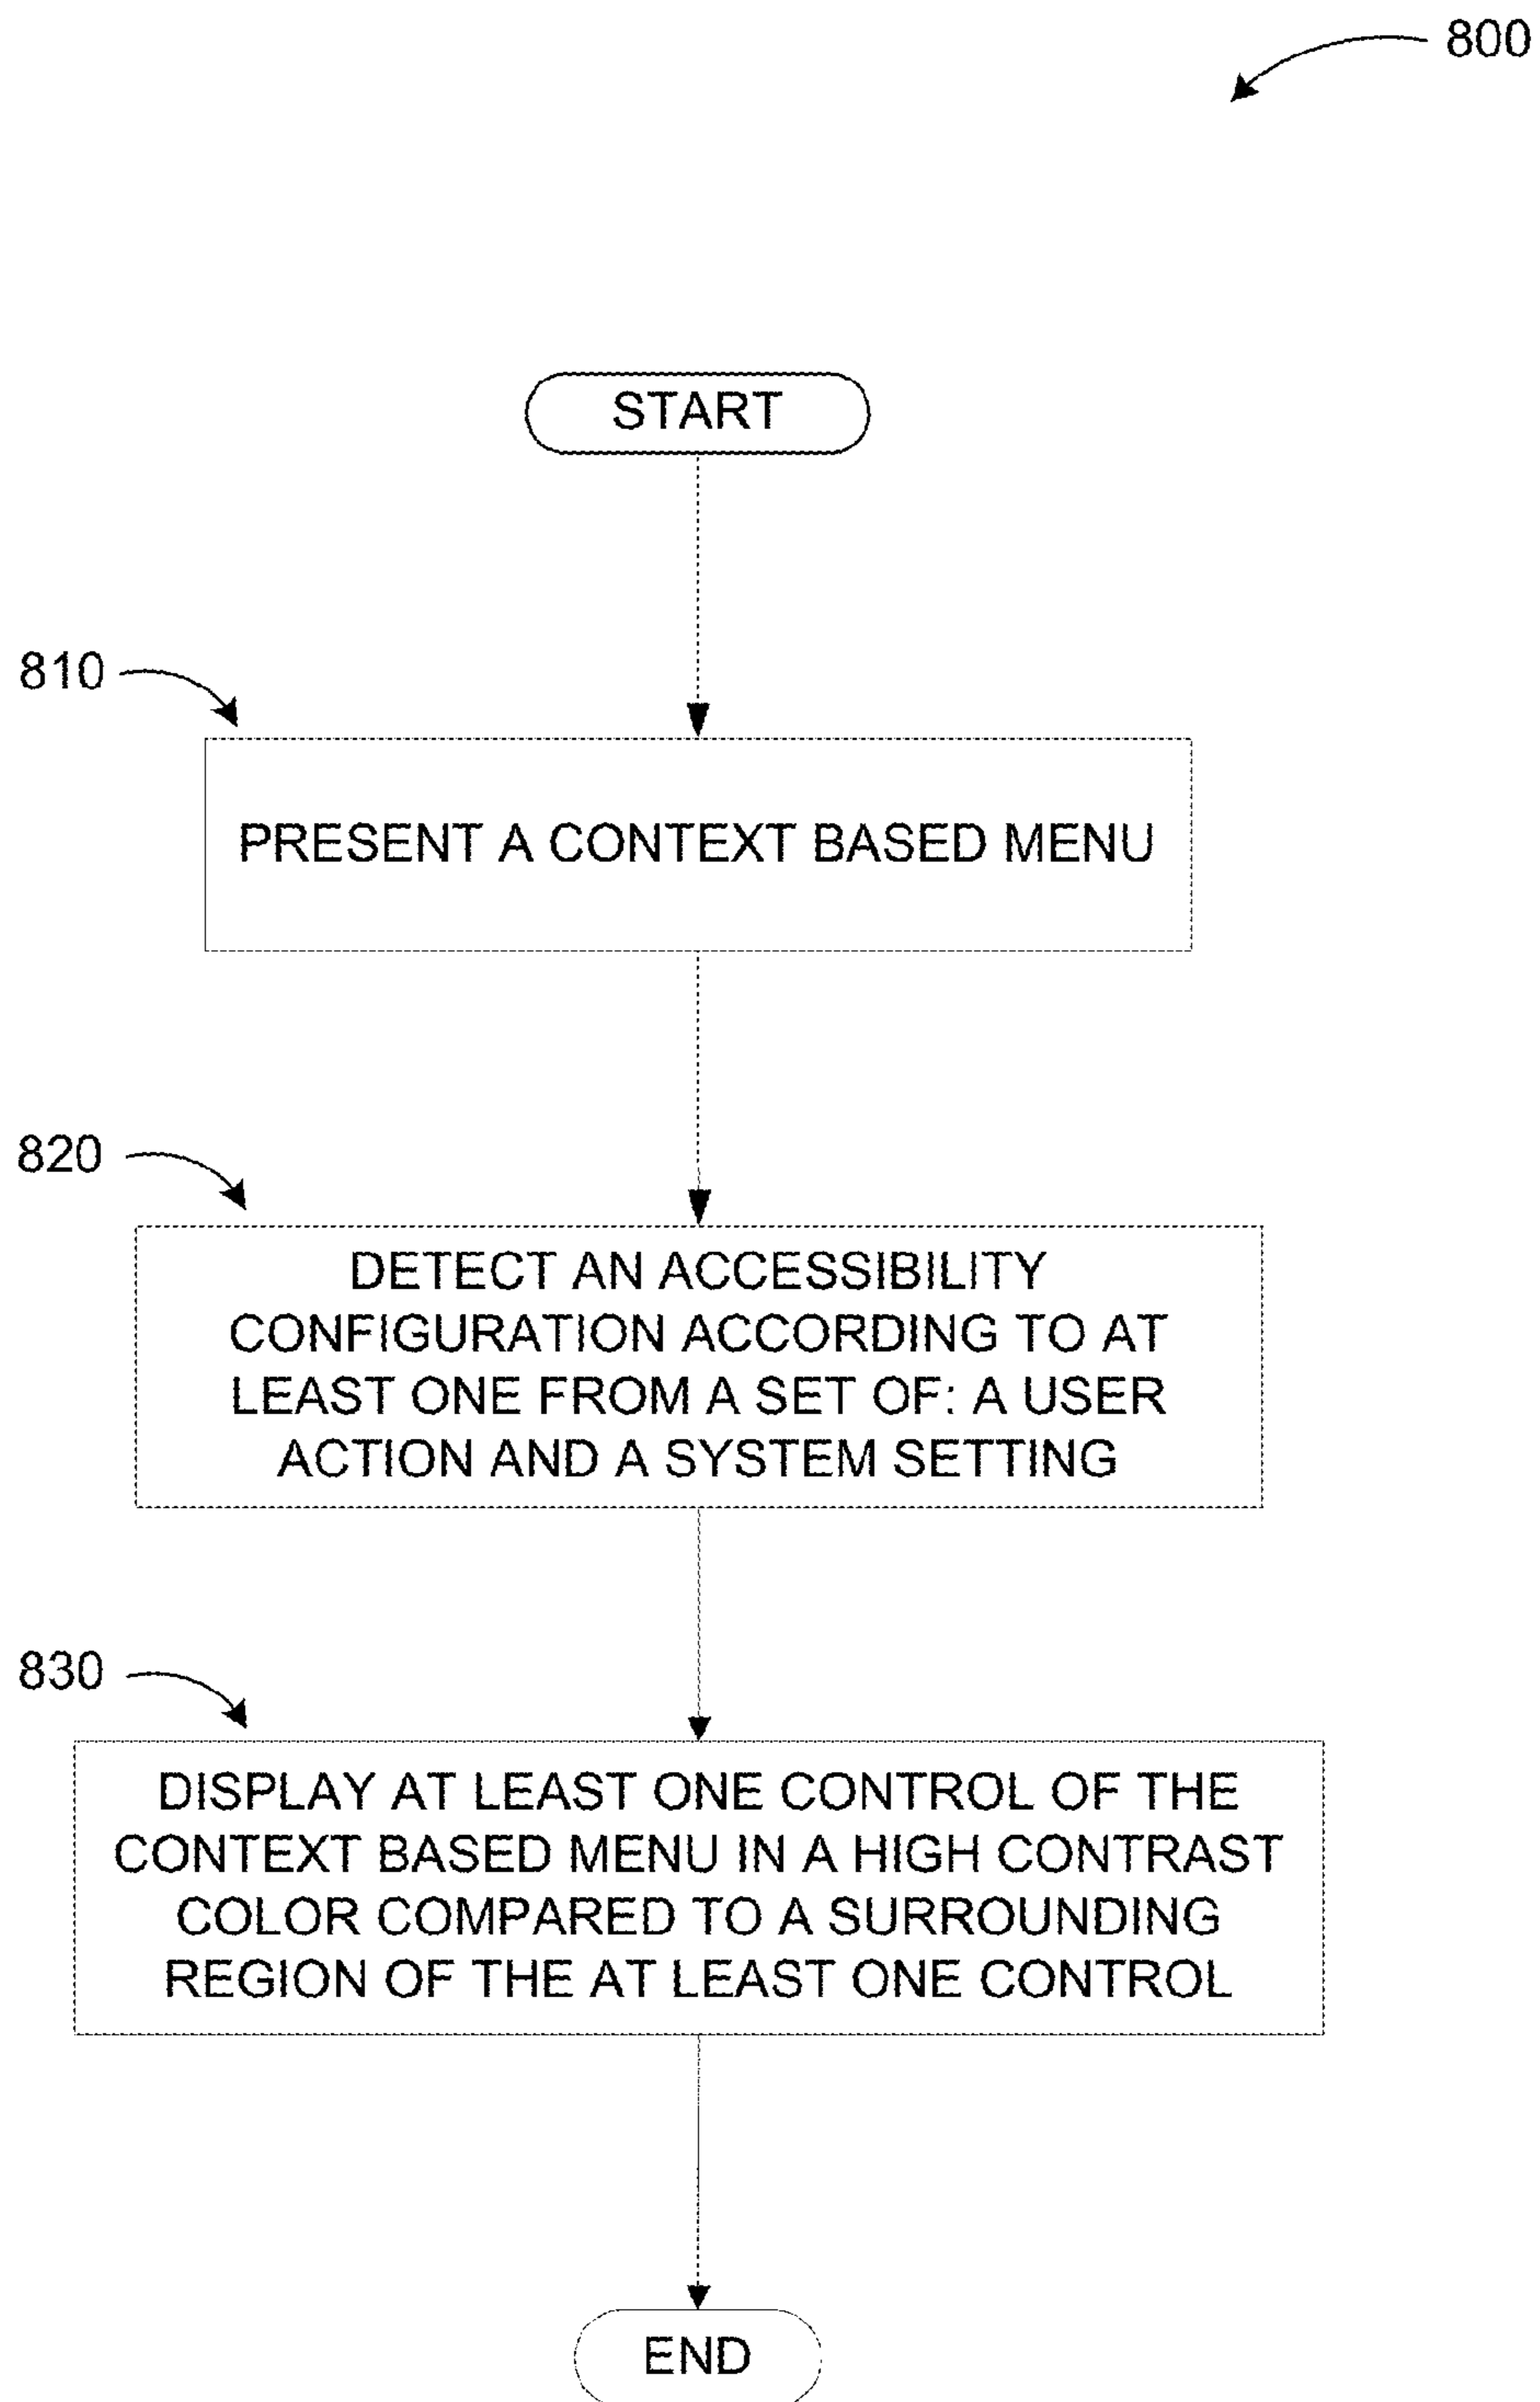 800
START
810
PRESENT A CONTEXT BASED MENU
820
DETECT AN ACCESSIBILITY
CONFIGURATION ACCORDING TO AT
LEAST ONE FROM A SET OF: A USER
ACTION AND A SYSTEM SETTING
830
DISPLAY AT LEAST ONE CONTROL OF THE
CONTEXT BASED MENU IN A HIGH CONTRAST
COLOR COMPARED TO A SURROUNDING
REGION OF THE AT LEAST ONE CONTROL
END